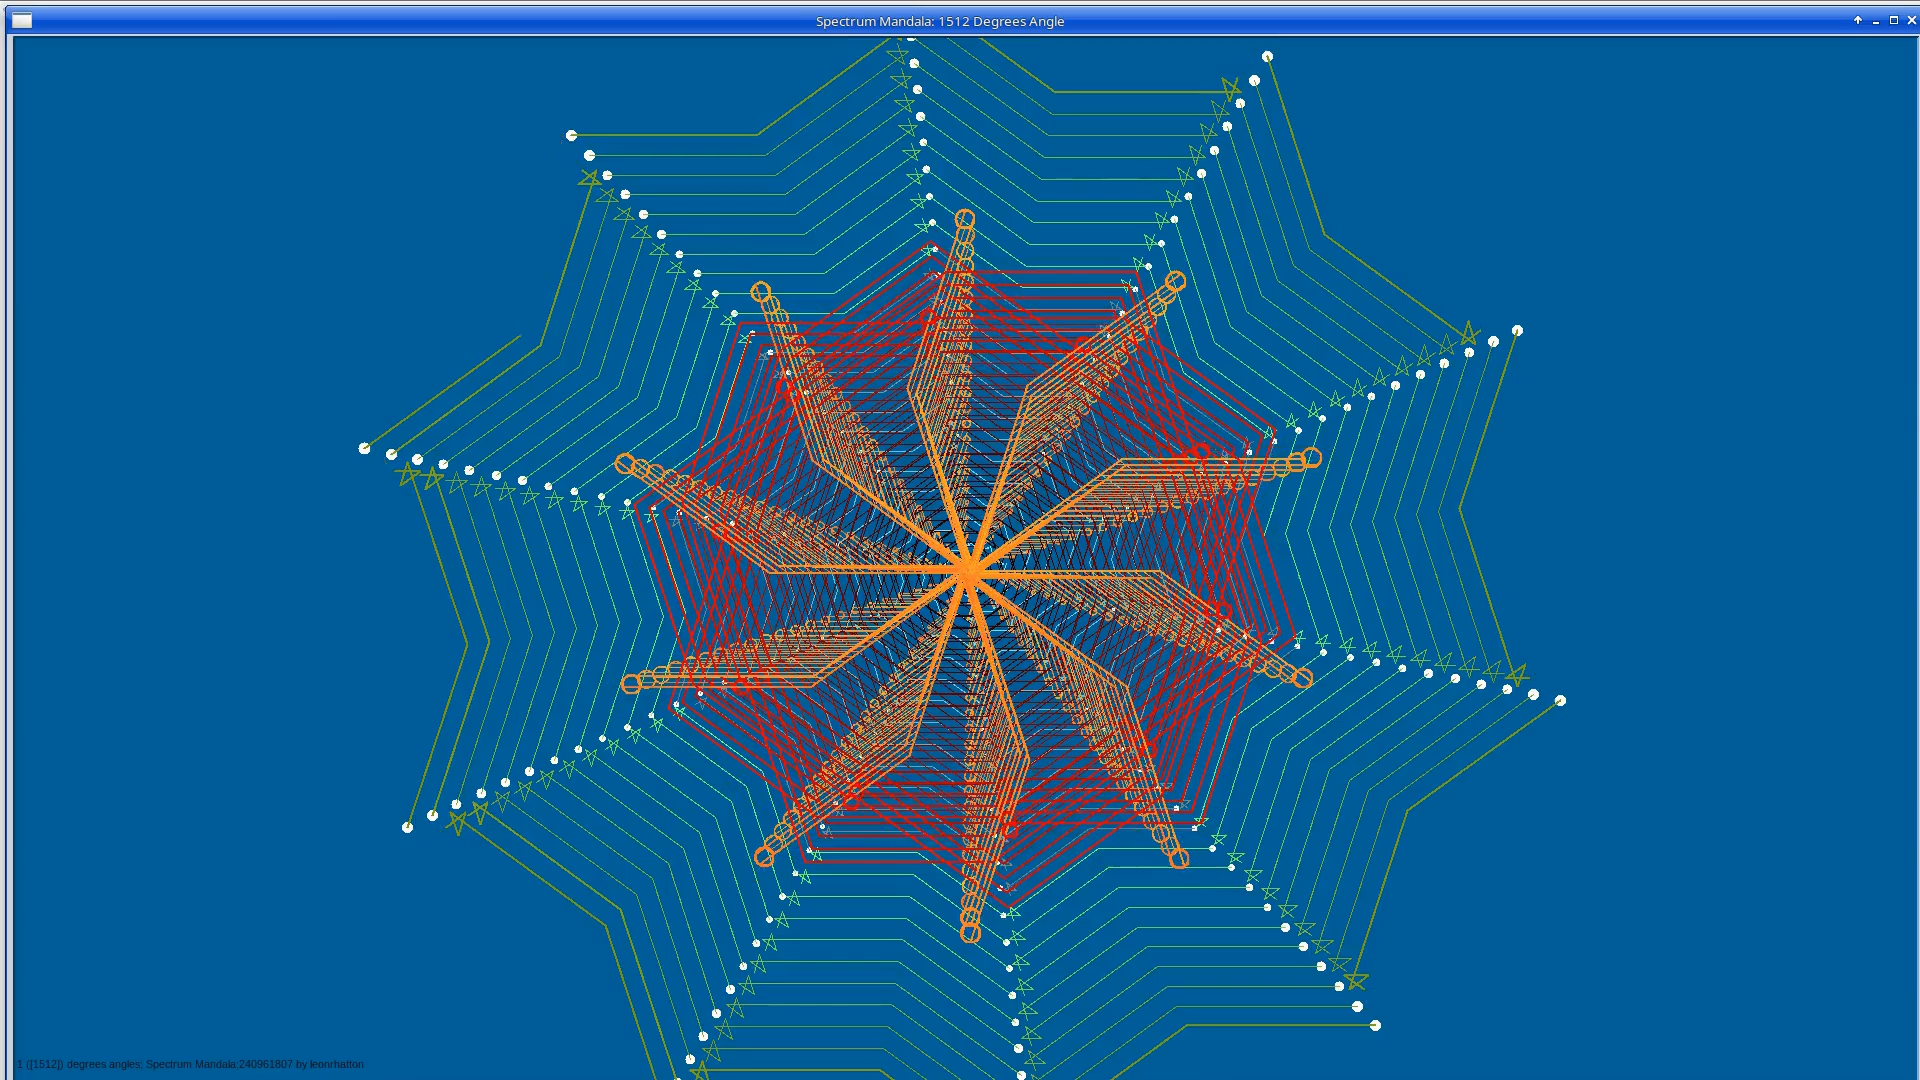 Spectrum Mandala: 1512 Degrees Angle
1 ([1512]) degrees angles; Spectrum Mandala;240961807 by leonrhatton